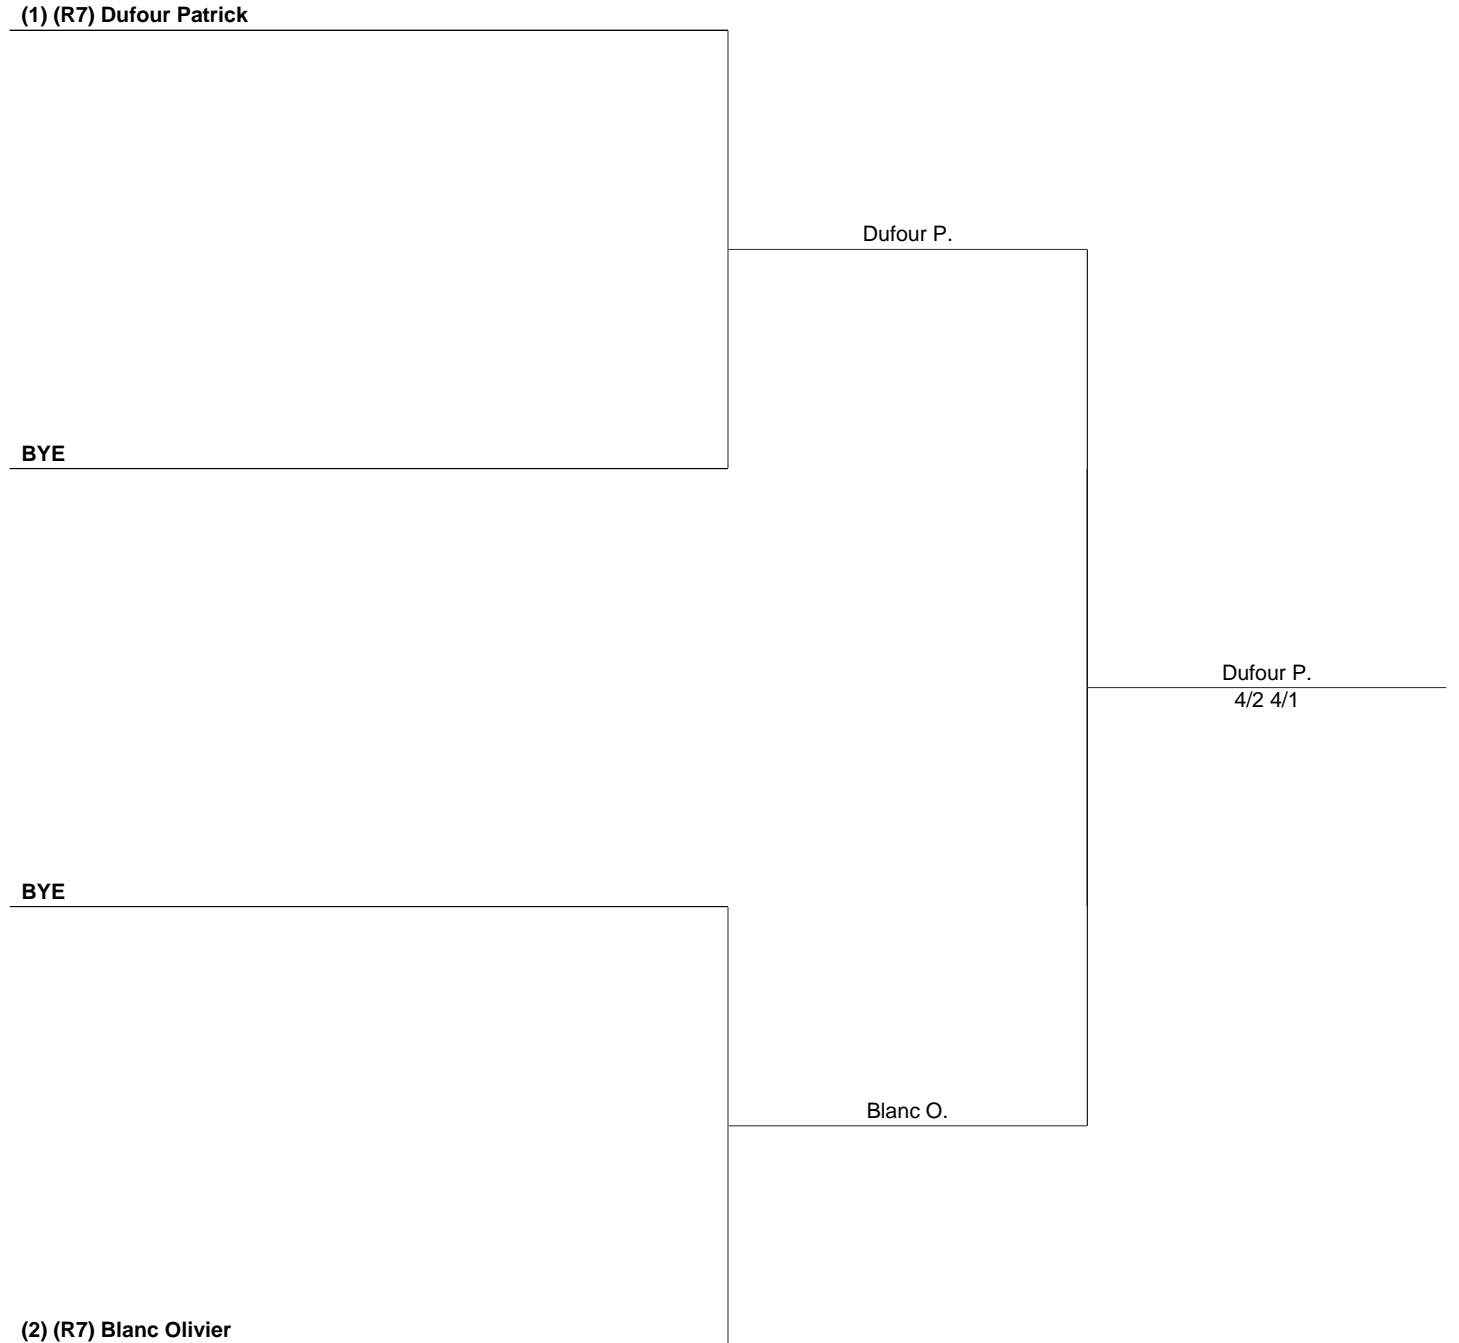 (1) (R7) Dufour Patrick
Dufour P.
BYE
Dufour P.
4/2 4/1
BYE
Blanc O.
(2) (R7) Blanc Olivier